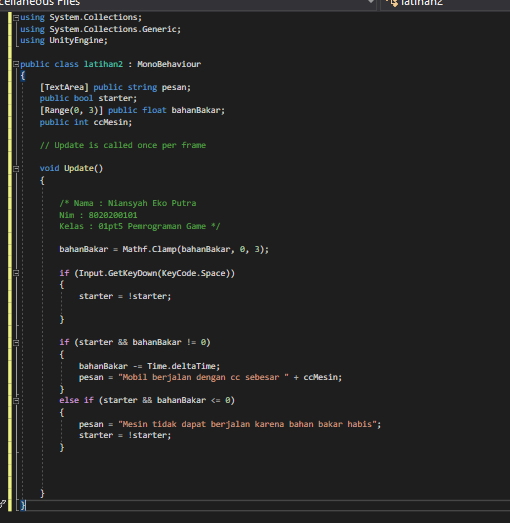 cellaneous Files
latihan2
using System.Collections;
using System.Collections.Generic;
using UnityEngine;
public class latihan2 : MonoBehaviour
{
[TextArea] public string pesan;
public bool starter;
[Range(0, 3)] public float bahanBakar;
public int ccMesin;
// Update is called once per frame
void Update()
{
/* Nama : Niansyah Eko Putra
Nim : 8020200101
Kelas : 01pt5 Pemrograman Game */
bahanBakar = Mathf.Clamp(bahanBakar, 0, 3);
if (Input.GetKeyDown(KeyCode.Space))
{
starter = !starter;
}
if (starter && bahanBakar != 0)
{
bahanBakar -= Time.deltaTime;
pesan = "Mobil berjalan dengan cc sebesar " + ccMesin;
}
else if (starter && bahanBakar <= 0)
{
pesan = "Mesin tidak dapat berjalan karena bahan bakar habis";
starter = !starter;
}
}
}